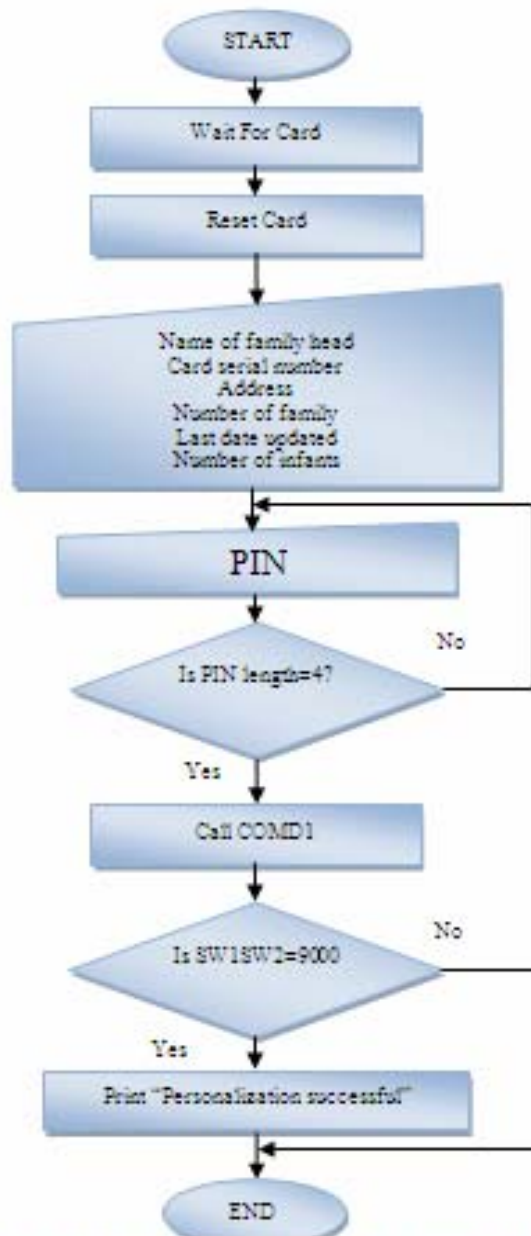 START
Wait For Card
Reset Card
Name of family head
Card serial number
Address
Number of family
Last date updated
Number of infants
PIN
Is PIN length=4?
No
Yes
Call COMD1
Is SW1SW2=9000
No
Yes
Print "Personalization successful"
END